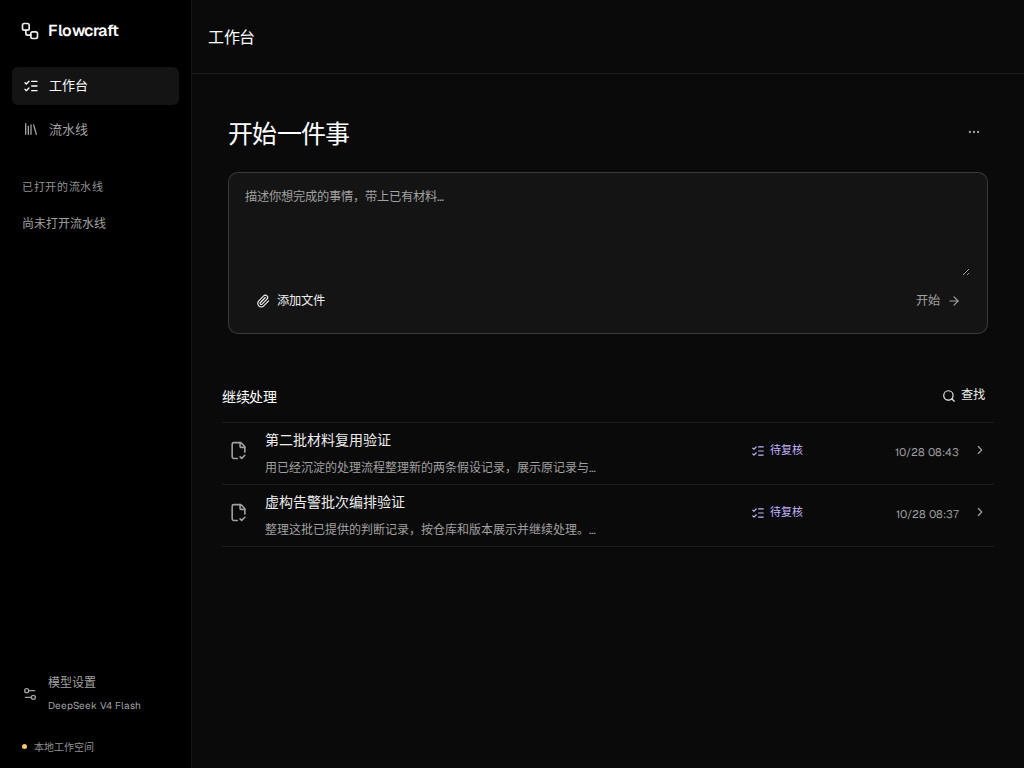 Flowcraft
工作台
流水线
已打开的流水线
尚未打开流水线
模型设置
DeepSeek V4 Flash
本地工作空间
工作台
开始一件事
...
描述你想完成的事情，带上已有材料...
添加文件
开始
继续处理
查找
第二批材料复用验证
用已经沉淀的处理流程整理新的两条假设记录，展示原记录与...
待复核
10/28 08:43
虚构告警批次编排验证
整理这批已提供的判断记录，按仓库和版本展示并继续处理。...
待复核
10/28 08:37